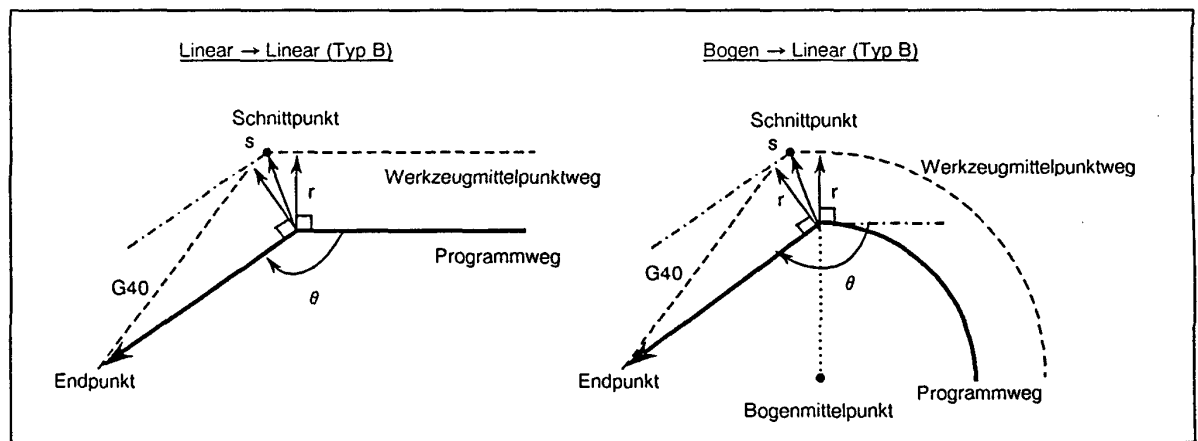 Linear → Linear (Typ B)
Schnittpunkt
s
Werkzeugmittelpunktweg
r
Programmweg
G40
θ
Endpunkt
Bogen → Linear (Typ B)
Schnittpunkt
s
Werkzeugmittelpunktweg
r
r
G40
θ
Endpunkt
Programmweg
Bogenmittelpunkt